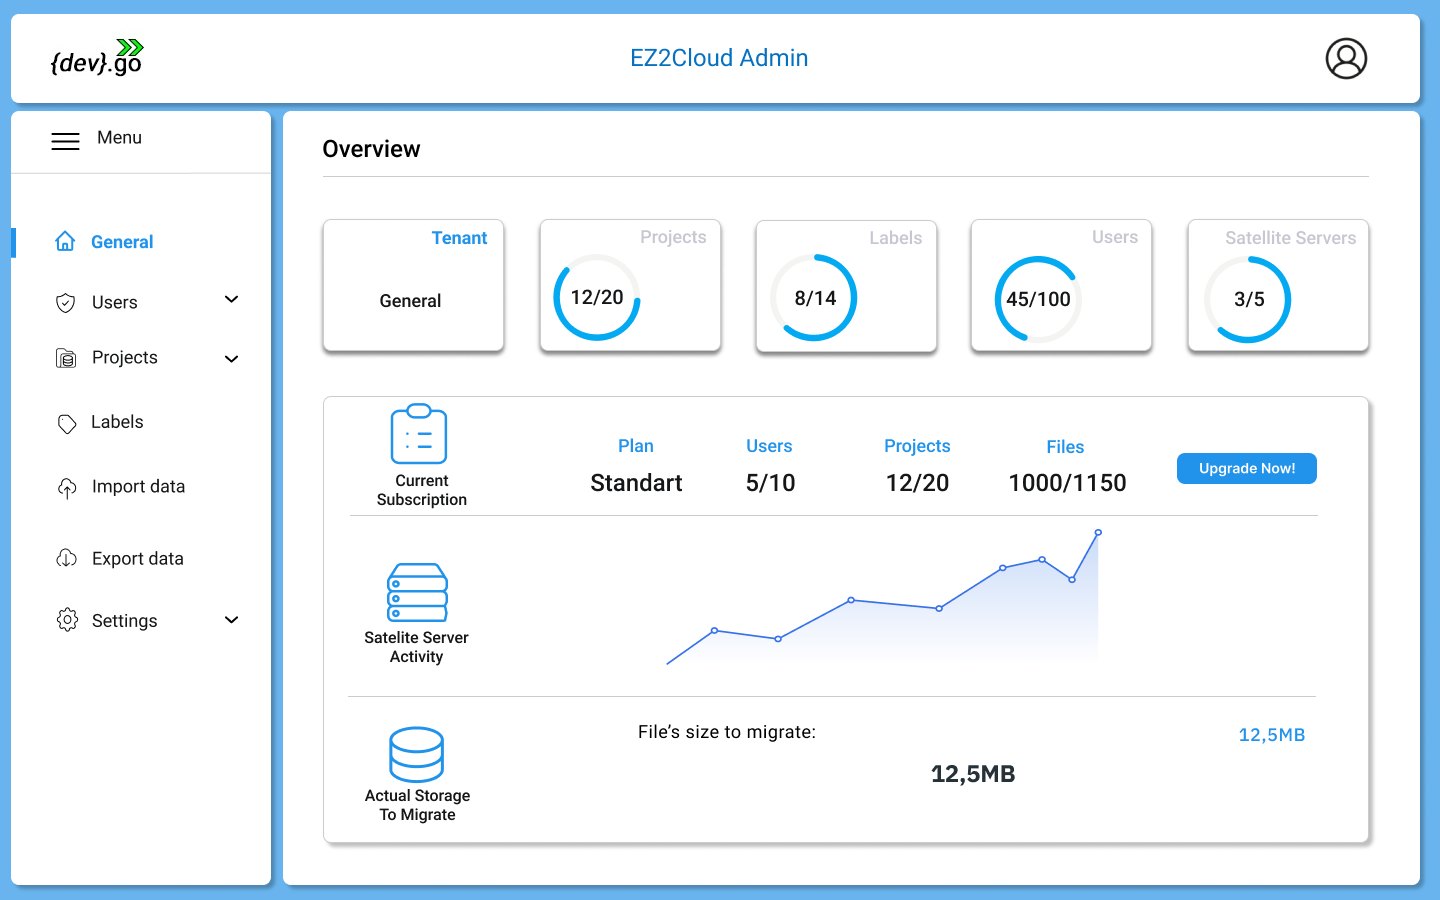 {dev}.go
EZ2Cloud Admin
Menu
General
Users
Projects
Labels
Import data
Export data
Settings
Overview
Tenant
General
Projects
12/20
Labels
8/14
Users
45/100
Satellite Servers
3/5
Current
Subscription
Plan
Standart
Users
5/10
Projects
12/20
Files
1000/1150
Upgrade Now!
Satelite Server
Activity
Actual Storage
To Migrate
File’s size to migrate:
12,5MB
12,5MB